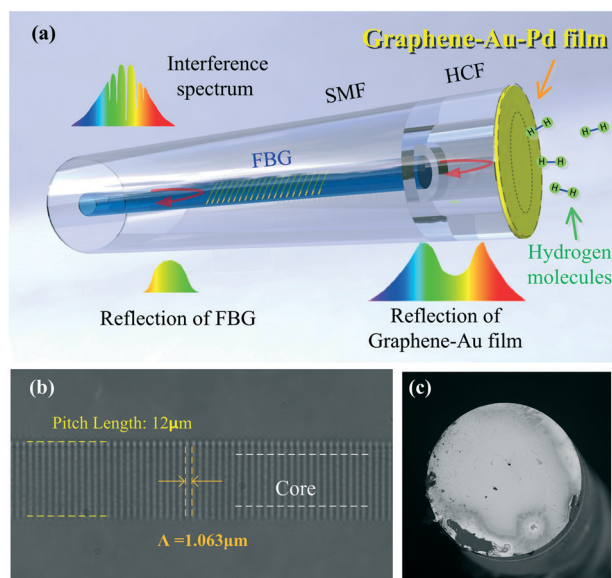 (a)
Graphene-Au-Pd film
Interference
spectrum
SMF
HCF
H H
H H
H H
H H
FBG
Hydrogen
molecules
Reflection of FBG
Reflection of
Graphene-Au film
(b)
Pitch Length: 12μm
Core
Λ =1.063μm
(c)